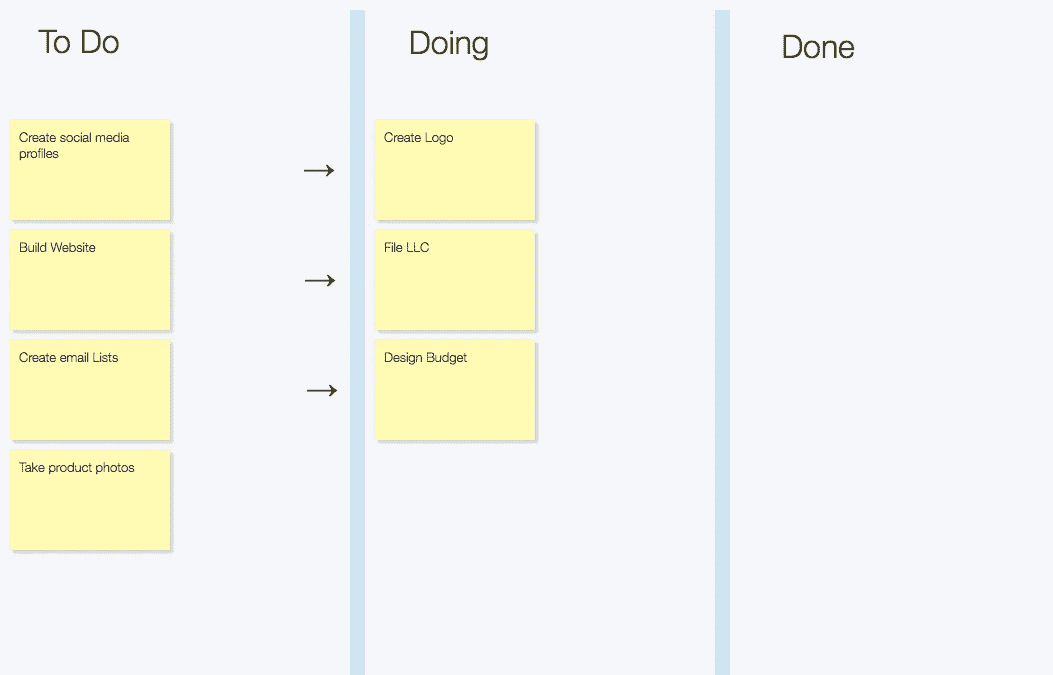 To Do
Create social media
profiles
Build Website
Create email Lists
Take product photos
Doing
Create Logo
File LLC
Design Budget
Done